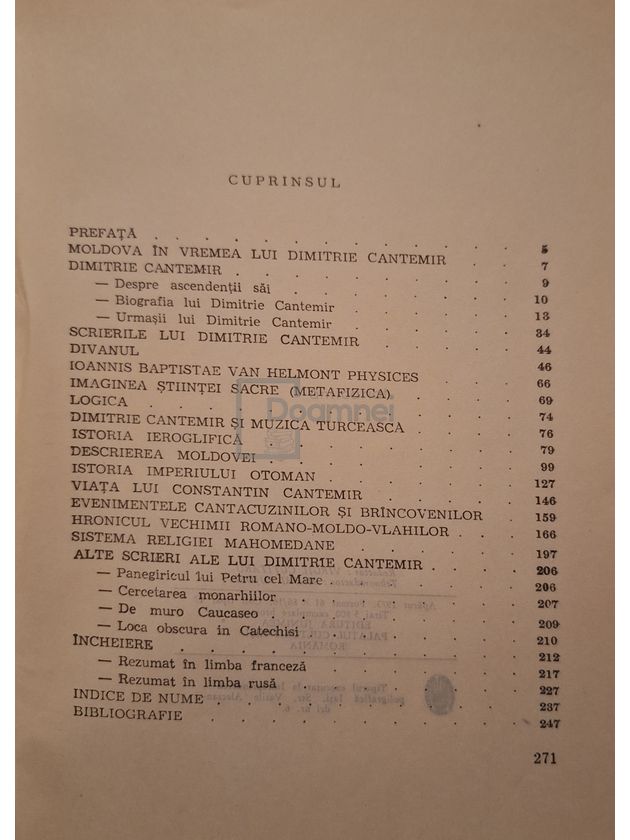 CUPRINSUL
PREFAȚĂ . . . . . . . . . . . . 5
MOLDOVA ÎN VREMEA LUI DIMITRIE CANTEMIR . . 7
DIMITRIE CANTEMIR . . . . . . . . . 9
— Despre ascendenții săi . . . . . . . 10
— Biografia lui Dimitrie Cantemir . . . . . 13
— Urmașii lui Dimitrie Cantemir . . . . . 34
SCRIERILE LUI DIMITRIE CANTEMIR . . . . 44
DIVANUL . . . . . . . . . . . 46
IOANNIS BAPTISTAE VAN HELMONT PHYSICES . . 66
IMAGINEA ȘTIINȚEI SACRE (METAFIZICA) . . . 69
LOGICA . . . . . . . . . . . 74
DIMITRIE CANTEMIR ȘI MUZICA TURCEASCĂ . . . 76
ISTORIA IEROGLIFICĂ . . . . . . . . 79
DESCRIEREA MOLDOVEI . . . . . . . . 99
ISTORIA IMPERIULUI OTOMAN . . . . . . 127
VIAȚA LUI CONSTANTIN CANTEMIR . . . . . 146
EVENIMENTELE CANTACUZINILOR ȘI BRÎNCOVENILOR . 159
HRONICUL VECHIMII ROMANO-MOLDO-VLAHILOR . . 166
SISTEMA RELIGIEI MAHOMEDANE . . . . . 197
ALTE SCRIERI ALE LUI DIMITRIE CANTEMIR . . . 206
— Panegiricul lui Petru cel Mare . . . . . 206
— Cercetarea monarhiilor . . . . . . . 207
— De muro Caucaseo . . . . . . . . 209
— Loca obscura in Catechisi . . . . . . 210
ÎNCHEIERE . . . . . . . . . . 212
— Rezumat în limba franceză . . . . . . 217
— Rezumat în limba rusă . . . . . . . 227
INDICE DE NUME . . . . . . . . . 237
BIBLIOGRAFIE . . . . . . . . . . 247
271
Doamnei